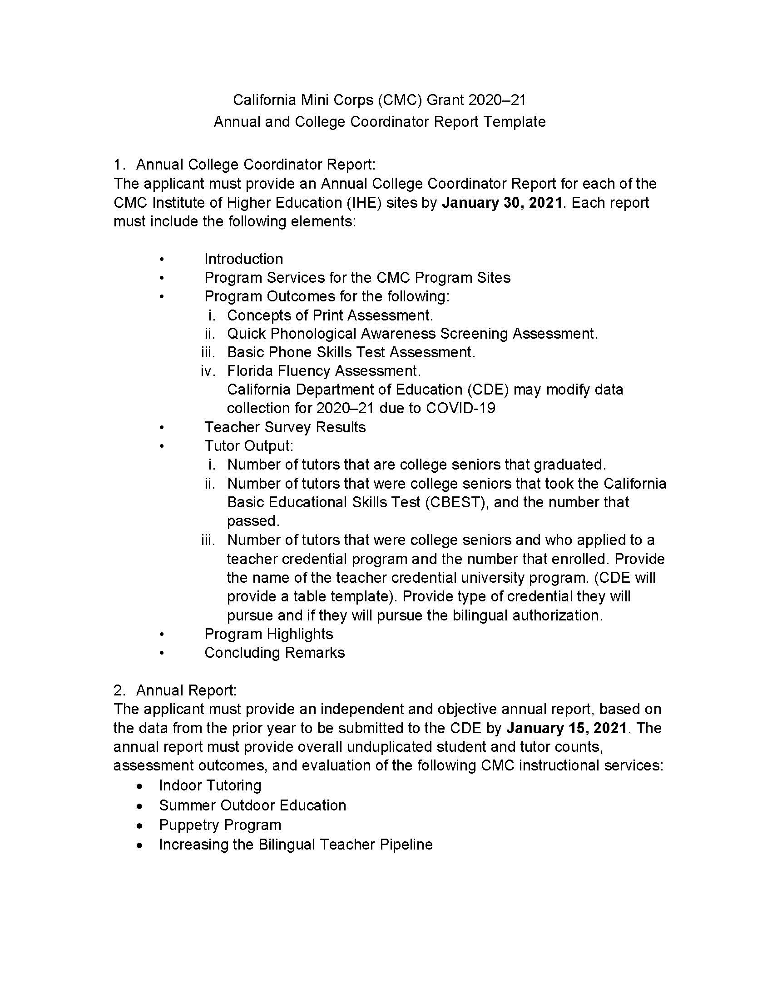 California Mini Corps (CMC) Grant 2020–21
Annual and College Coordinator Report Template
1. Annual College Coordinator Report:
The applicant must provide an Annual College Coordinator Report for each of the
CMC Institute of Higher Education (IHE) sites by January 30, 2021. Each report
must include the following elements:
• Introduction
• Program Services for the CMC Program Sites
• Program Outcomes for the following:
i. Concepts of Print Assessment.
ii. Quick Phonological Awareness Screening Assessment.
iii. Basic Phone Skills Test Assessment.
iv. Florida Fluency Assessment.
California Department of Education (CDE) may modify data
collection for 2020–21 due to COVID-19
• Teacher Survey Results
• Tutor Output:
i. Number of tutors that are college seniors that graduated.
ii. Number of tutors that were college seniors that took the California
Basic Educational Skills Test (CBEST), and the number that
passed.
iii. Number of tutors that were college seniors and who applied to a
teacher credential program and the number that enrolled. Provide
the name of the teacher credential university program. (CDE will
provide a table template). Provide type of credential they will
pursue and if they will pursue the bilingual authorization.
• Program Highlights
• Concluding Remarks
2. Annual Report:
The applicant must provide an independent and objective annual report, based on
the data from the prior year to be submitted to the CDE by January 15, 2021. The
annual report must provide overall unduplicated student and tutor counts,
assessment outcomes, and evaluation of the following CMC instructional services:
• Indoor Tutoring
• Summer Outdoor Education
• Puppetry Program
• Increasing the Bilingual Teacher Pipeline